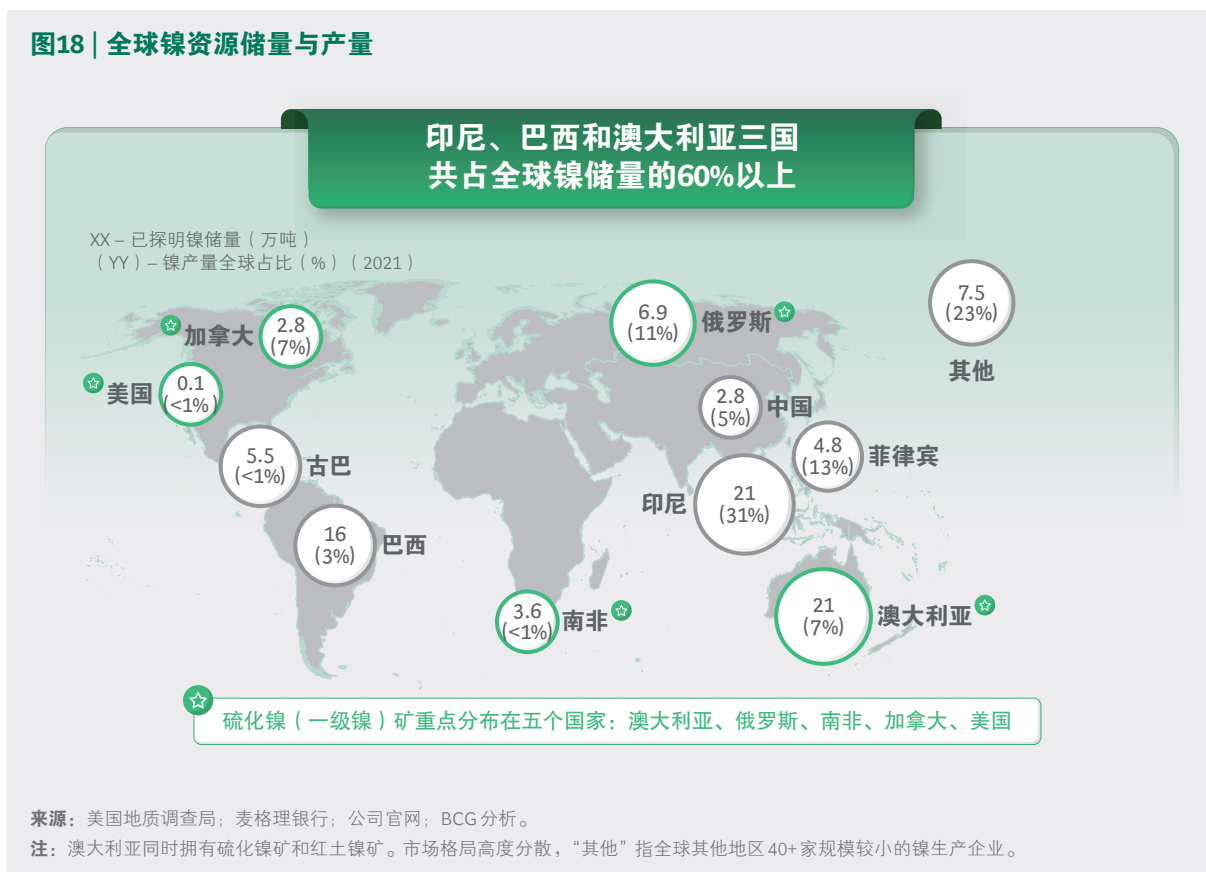 图18 | 全球镍资源储量与产量
印尼、巴西和澳大利亚三国
共占全球镍储量的60%以上
XX – 已探明镍储量（万吨）
（YY）– 镍产量全球占比（%）（2021）
加拿大
2.8
(7%)
美国
0.1
(<1%)
古巴
5.5
(<1%)
巴西
16
(3%)
俄罗斯
6.9
(11%)
中国
2.8
(5%)
菲律宾
4.8
(13%)
印尼
21
(31%)
南非
3.6
(<1%)
澳大利亚
21
(7%)
7.5
(23%)
其他
硫化镍（一级镍）矿重点分布在五个国家：澳大利亚、俄罗斯、南非、加拿大、美国
来源：美国地质调查局；麦格理银行；公司官网；BCG 分析。
注：澳大利亚同时拥有硫化镍矿和红土镍矿。市场格局高度分散，“其他”指全球其他地区 40+ 家规模较小的镍生产企业。